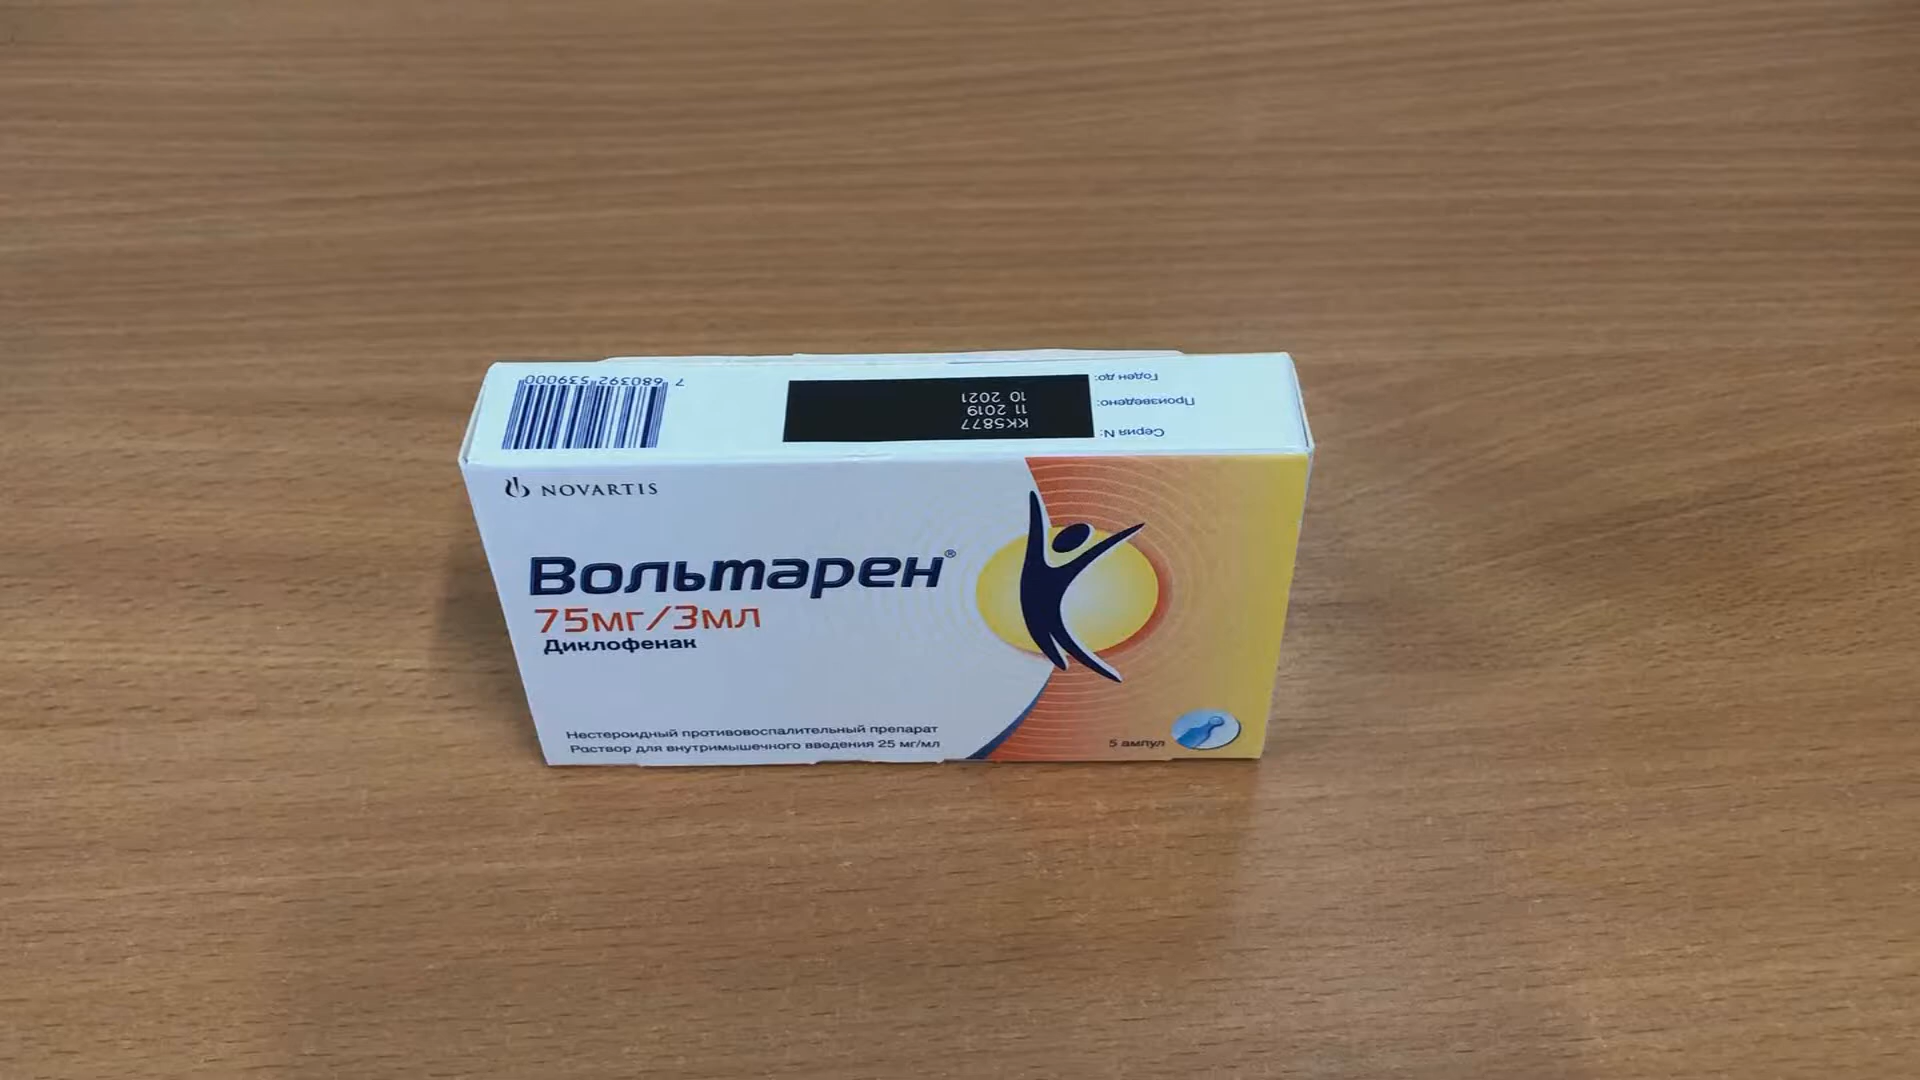 7 680392 539000
Серия N: KK5877
Произведено: 11 2019
Годен до: 10 2021
NOVARTIS
Вольтарен®
75мг/3мл
Диклофенак
Нестероидный противовоспалительный препарат
Раствор для внутримышечного введения 25 мг/мл
5 ампул